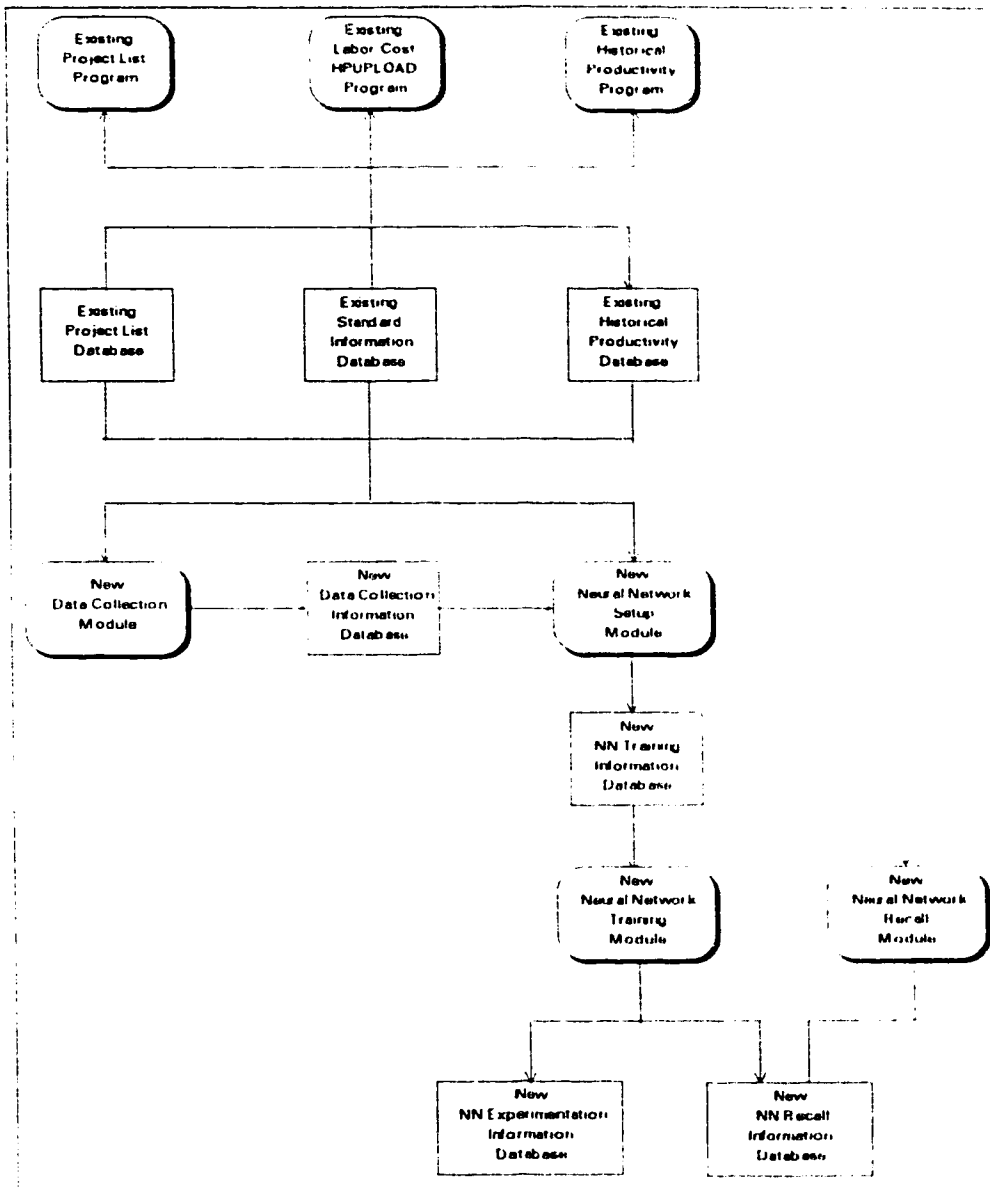 Existing
Project List
Program
Existing
Labor Cost
HPUPLOAD
Program
Existing
Historical
Productivity
Program
Existing
Project List
Database
Existing
Standard
Information
Database
Existing
Historical
Productivity
Database
New
Data Collection
Module
New
Data Collection
Information
Database
New
Neural Network
Setup
Module
New
NN Training
Information
Database
New
Neural Network
Training
Module
New
Neural Network
Recall
Module
New
NN Experimentation
Information
Database
New
NN Recall
Information
Database